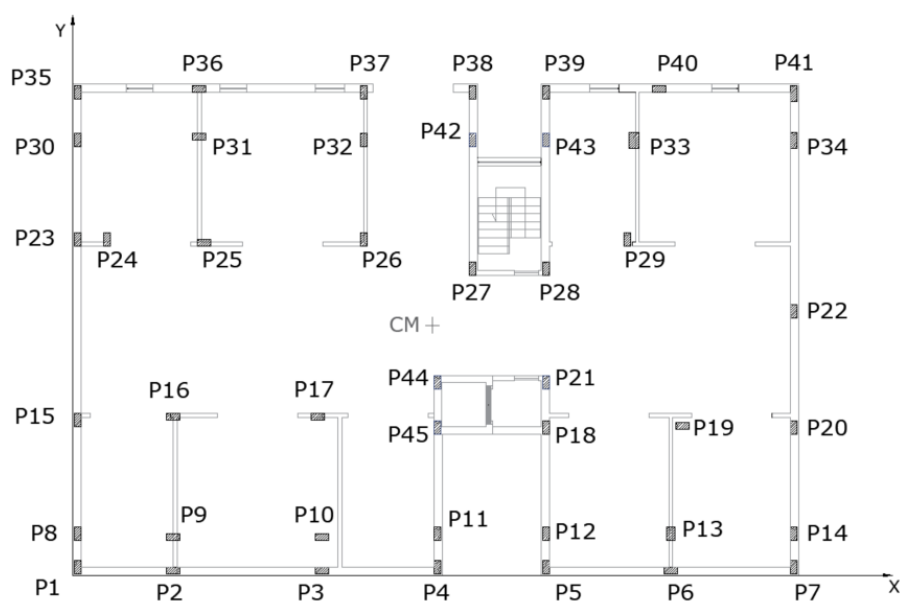 Y
P35 P36 P37 P38 P39 P40 P41
P30 P31 P32 P42 P43 P33 P34
P23 P24 P25 P26 P27 P28 P29
P22
CM
P15 P16 P17 P44 P21
P45 P18 P19 P20
P8 P9 P10 P11 P12 P13 P14
P1 P2 P3 P4 P5 P6 P7 X